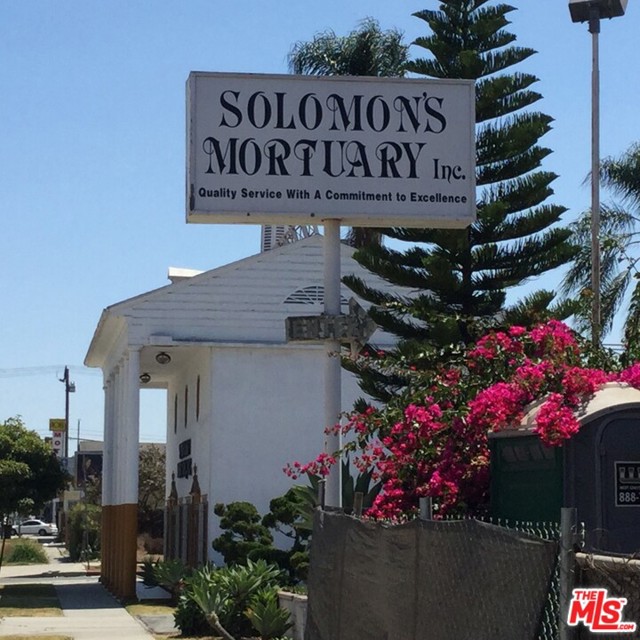 SOLOMON'S
MORTUARY Inc.
Quality Service With A Commitment to Excellence
888-
THE
MLS
.com